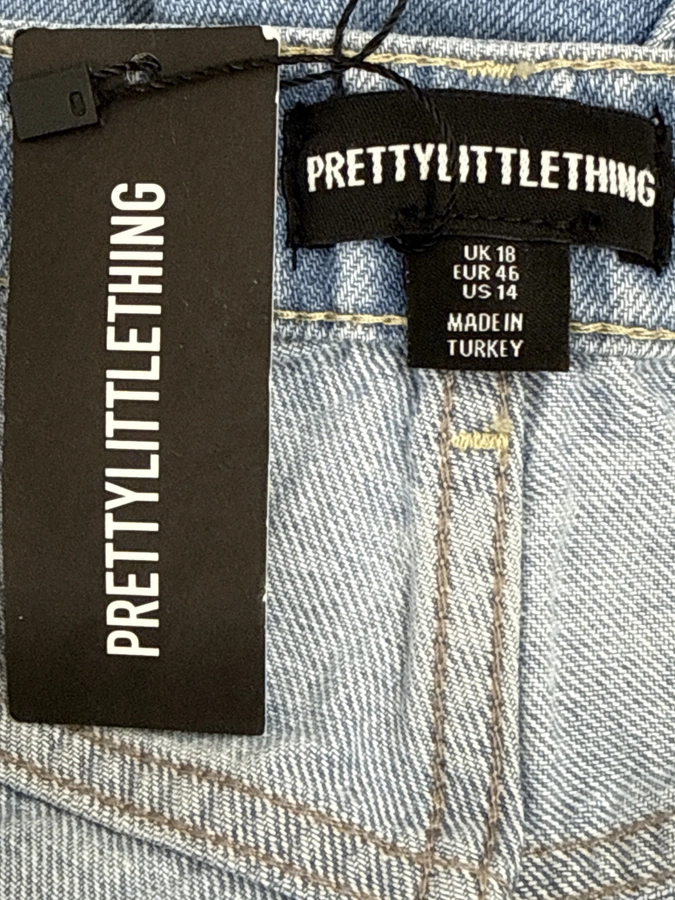 PRETTYLITTLETHING
PRETTYLITTLETHING
UK 18
EUR 46
US 14
MADE IN
TURKEY